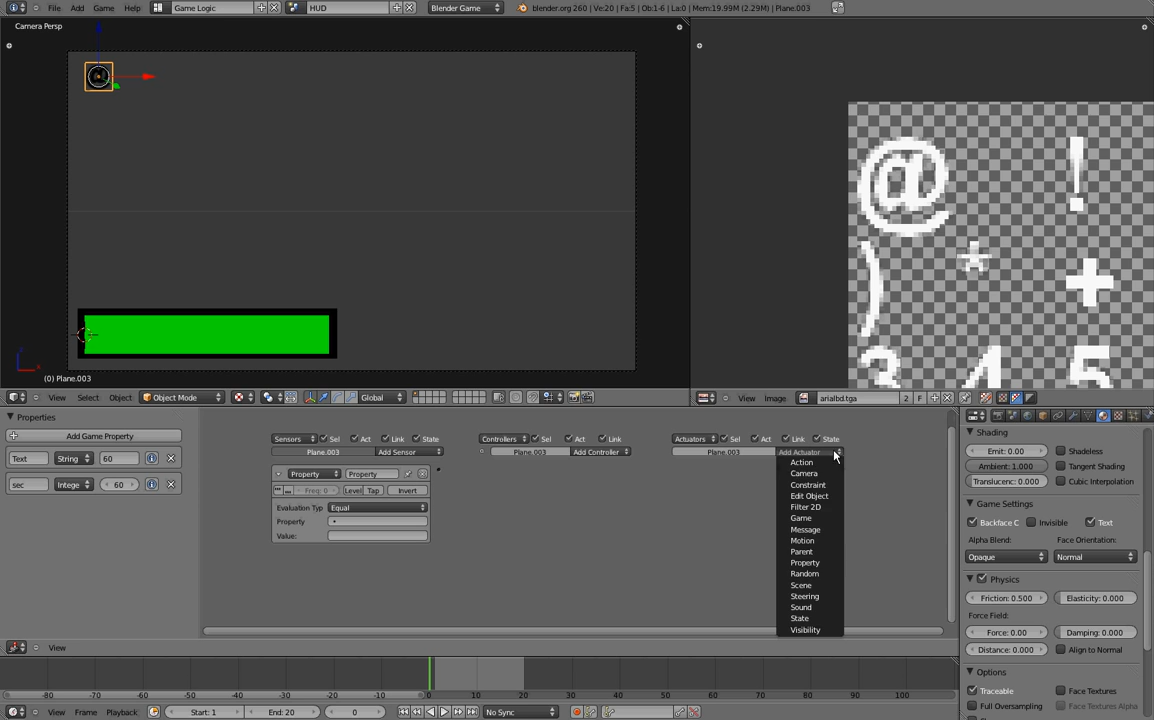 File Add Game Help Game Logic HUD Blender Game blender.org 260 | Ve:20 | Fa:5 | Ob:1-6 | La:0 | Mem:19.99M (2.29M) | Plane.003
Camera Persp
@ !
) * +
3 4 5
z
x
(0) Plane.003
View Select Object Object Mode Global
View Image arialbd.tga 2 F
Properties
Add Game Property
Text String 60
sec Intege 60
Sensors Sel Act Link State
Plane.003 Add Sensor
Property Property
Freq: 0 Level Tap Invert
Evaluation Typ Equal
Property
Value:
Controllers Sel Act Link
Plane.003 Add Controller
Actuators Sel Act Link State
Plane.003 Add Actuator
Action
Camera
Constraint
Edit Object
Filter 2D
Game
Message
Motion
Parent
Property
Random
Scene
Steering
Sound
State
Visibility
View
Shading
Emit: 0.00 Shadeless
Ambient: 1.000 Tangent Shading
Translucenc: 0.000 Cubic Interpolation
Game Settings
Backface C Invisible Text
Alpha Blend: Face Orientation:
Opaque Normal
Physics
Friction: 0.500 Elasticity: 0.000
Force Field:
Force: 0.00 Damping: 0.000
Distance: 0.000 Align to Normal
Options
Traceable Face Textures
Full Oversampling Face Textures Alpha
-80 -70 -60 -50 -40 -30 -20 -10 0 10 20 30 40 50 60 70 80 90 100
View Frame Playback Start: 1 End: 20 0 No Sync